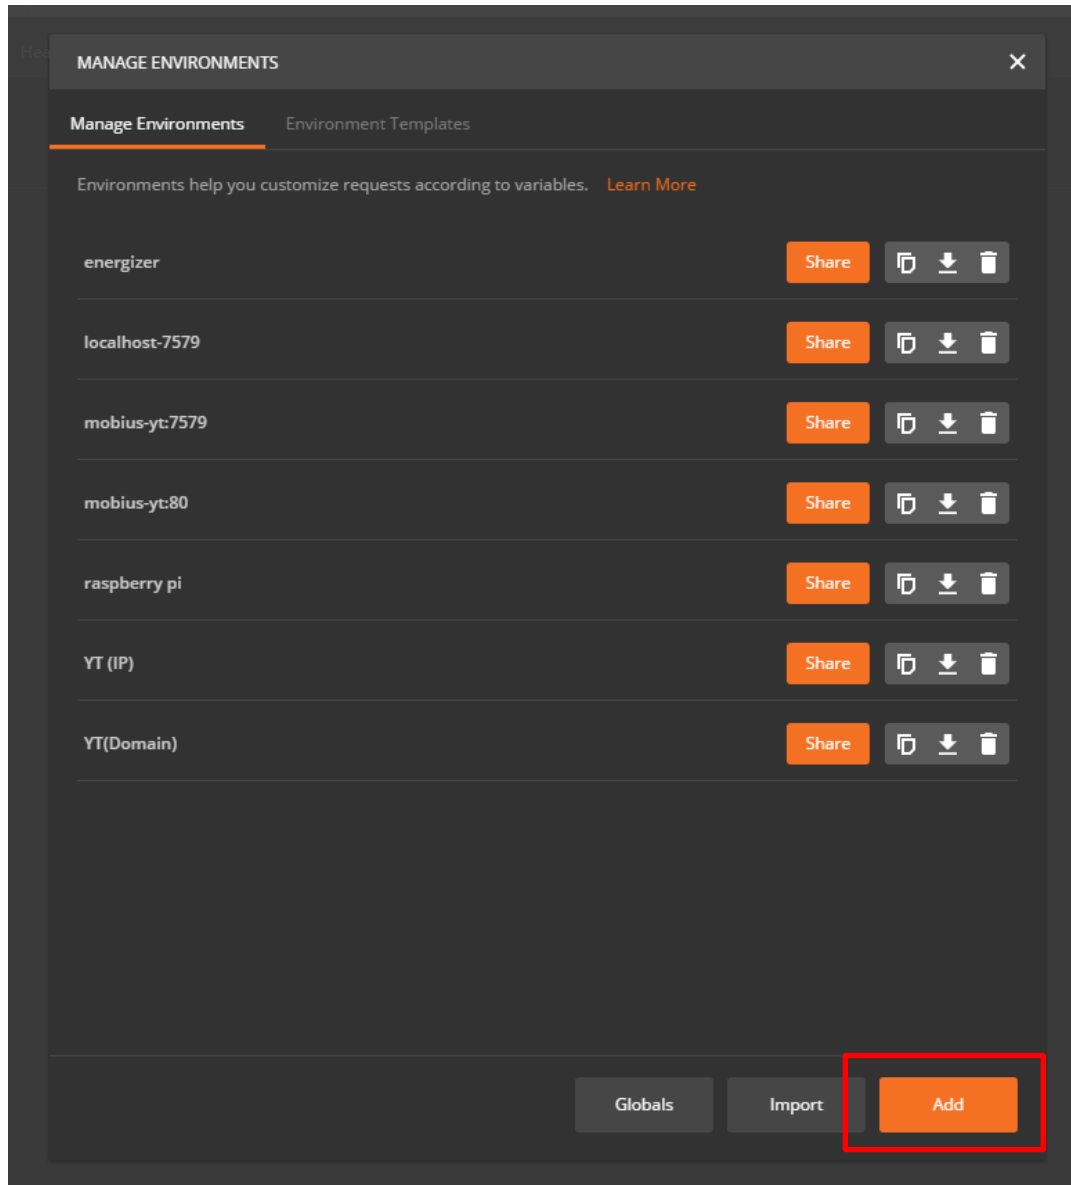 Hea
MANAGE ENVIRONMENTS
Manage Environments Environment Templates
Environments help you customize requests according to variables. Learn More
energizer Share
localhost-7579 Share
mobius-yt:7579 Share
mobius-yt:80 Share
raspberry pi Share
YT (IP) Share
YT(Domain) Share
Globals Import Add